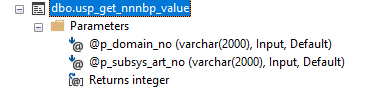 dbo.usp_get_nnnbp_value
Parameters
@p_domain_no (varchar(2000), Input, Default)
@p_subsys_art_no (varchar(2000), Input, Default)
Returns integer